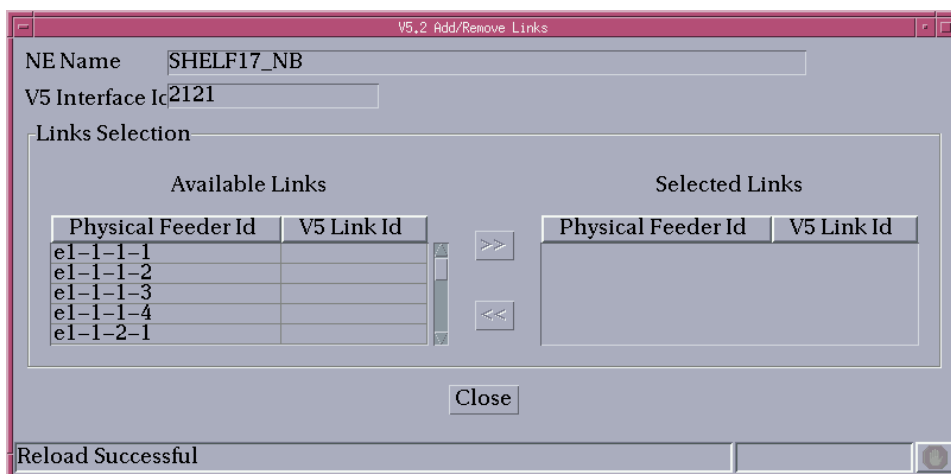 V5.2 Add/Remove Links
NE Name SHELF17_NB
V5 Interface Id 2121
Links Selection
Available Links Selected Links
Physical Feeder Id V5 Link Id >> Physical Feeder Id V5 Link Id
e1-1-1-1
e1-1-1-2
e1-1-1-3
e1-1-1-4 <<
e1-1-2-1
Close
Reload Successful